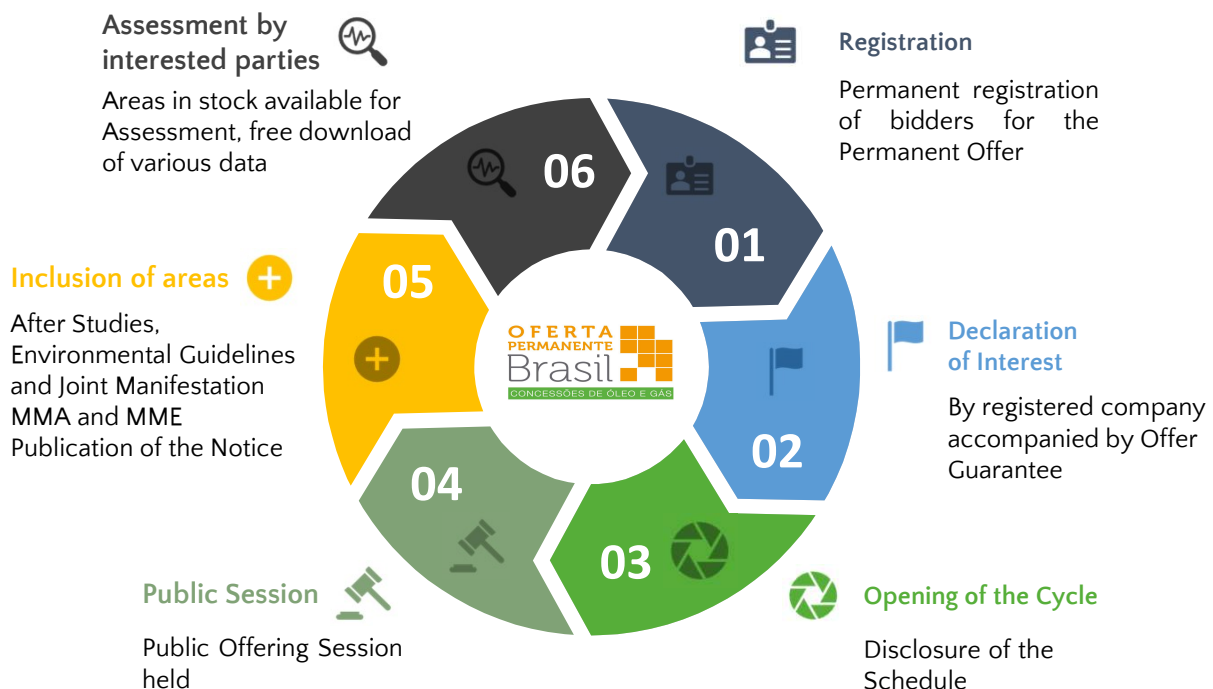 Assessment by
interested parties
Areas in stock available for
Assessment, free download
of various data
Registration
Permanent registration
of bidders for the
Permanent Offer
06
01
Inclusion of areas
05
After Studies,
Environmental Guidelines
and Joint Manifestation
MMA and MME
Publication of the Notice
OFERTA
PERMANENTE
Brasil
CONCESSÕES DE ÓLEO E GÁS
Declaration
of Interest
By registered company
accompanied by Offer
Guarantee
02
04
03
Public Session
Public Offering Session
held
Opening of the Cycle
Disclosure of the
Schedule